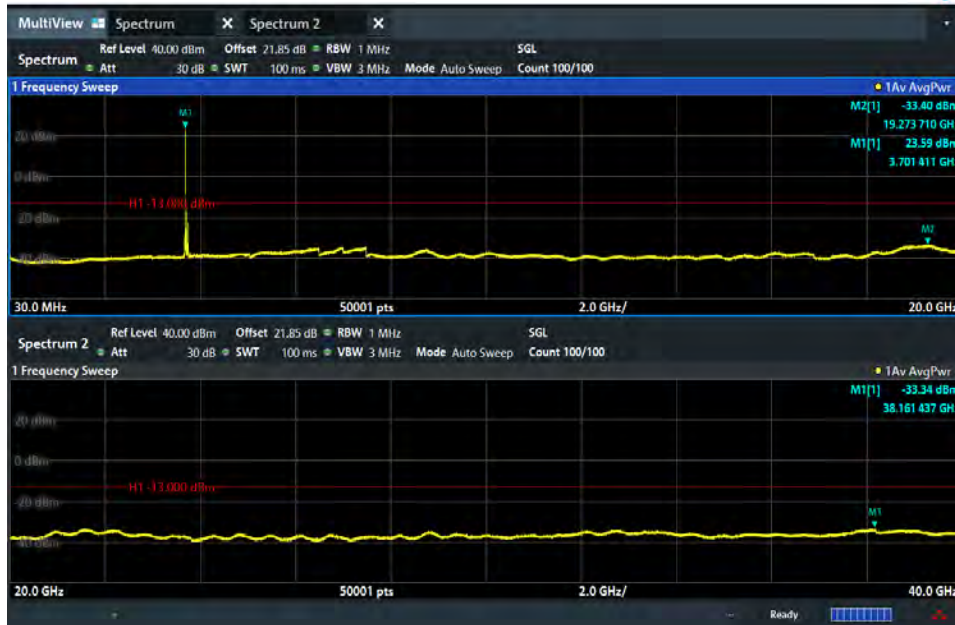 MultiView Spectrum X Spectrum 2 X
Spectrum Ref Level 40.00 dBm Offset 21.85 dB RBW 1 MHz SGL
Att 30 dB SWT 100 ms VBW 3 MHz Mode Auto Sweep Count 100/100
1 Frequency Sweep 1Av AvgPwr
M2[1] -33.40 dBm
19.273 710 GH
M1[1] 23.59 dBm
3.701 411 GH
M1
20 dBm
0 dBm
H1 -13.000 dBm
-20 dBm
M2
-40 dBm
30.0 MHz 50001 pts 2.0 GHz/ 20.0 GHz
Spectrum 2 Ref Level 40.00 dBm Offset 21.85 dB RBW 1 MHz SGL
Att 30 dB SWT 100 ms VBW 3 MHz Mode Auto Sweep Count 100/100
1 Frequency Sweep 1Av AvgPwr
M1[1] -33.34 dBm
38.161 437 GH
20 dBm
0 dBm
H1 -13.000 dBm
-20 dBm
M1
-40 dBm
20.0 GHz 50001 pts 2.0 GHz/ 40.0 GHz
Ready